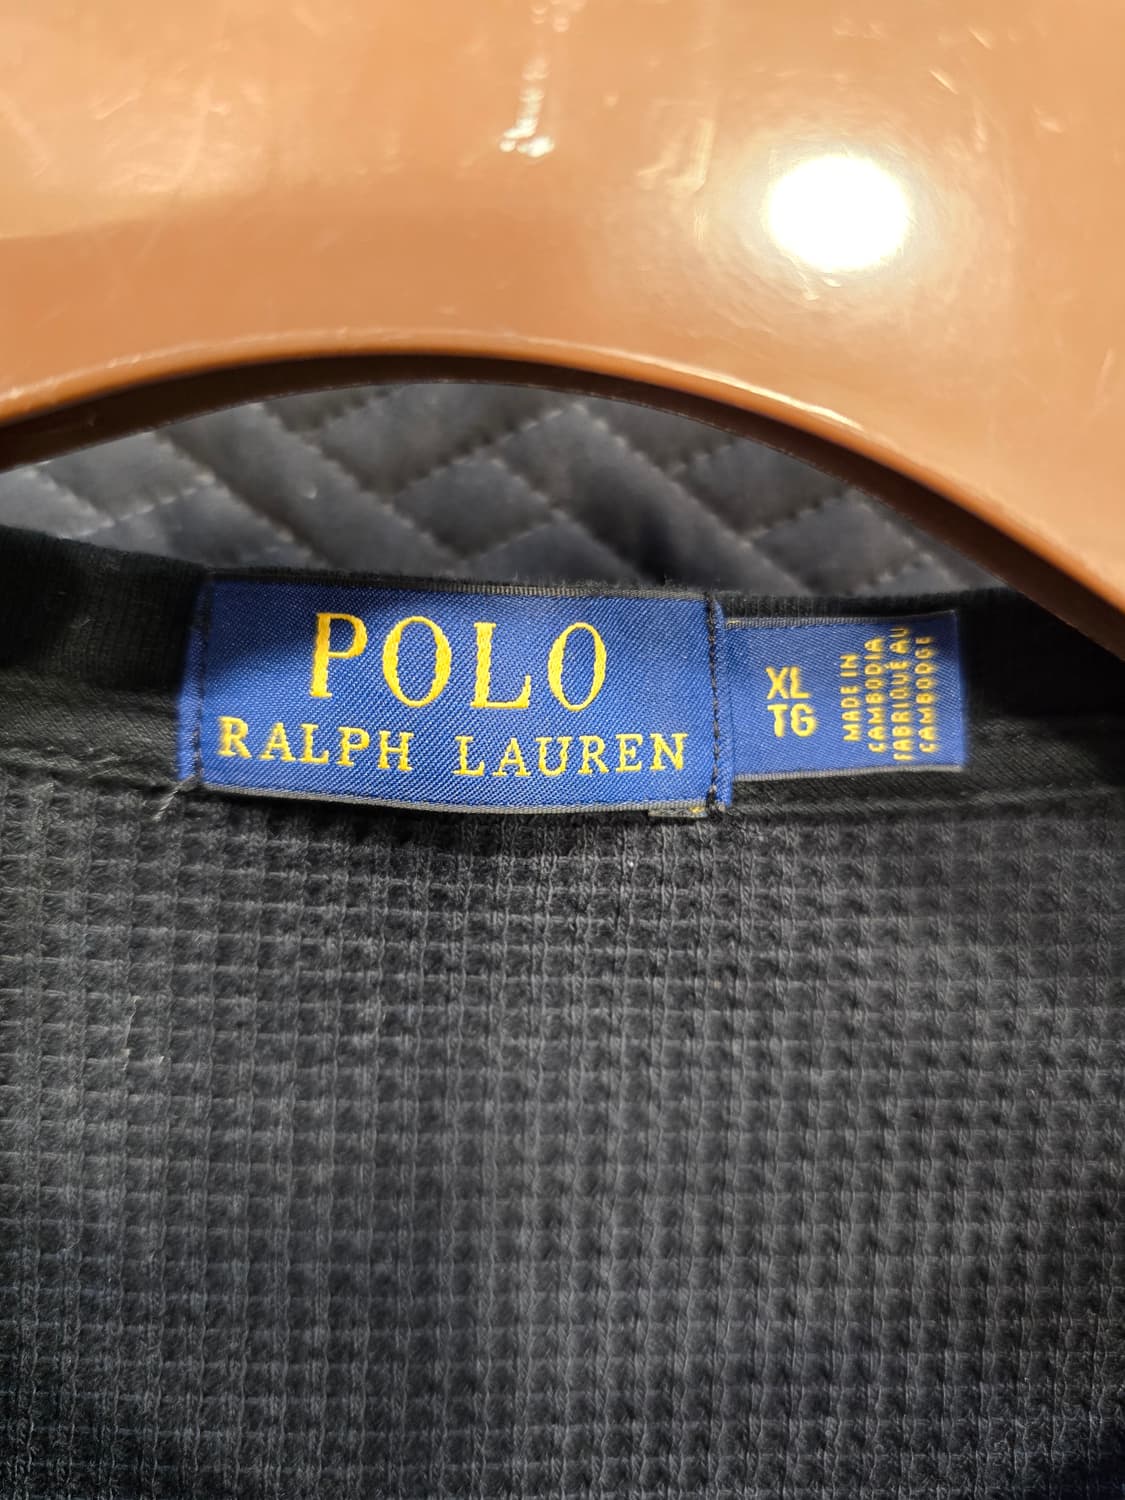 POLO
RALPH LAUREN
XL
TG
MADE IN
CAMBODIA
FABRIQUÉ AU
CAMBODGE